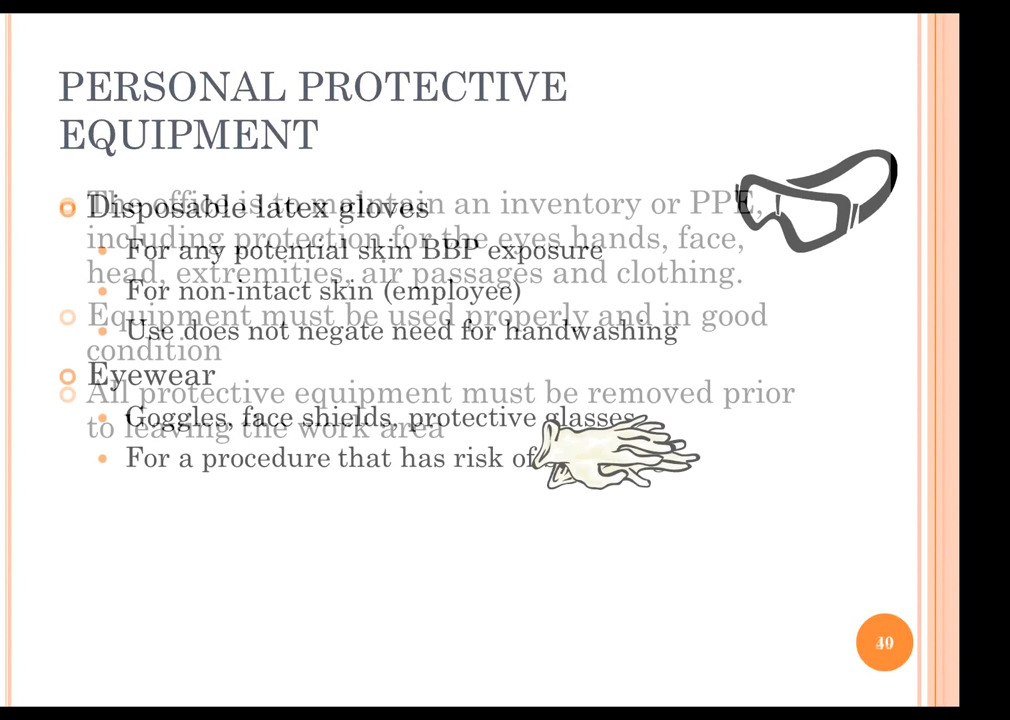 PERSONAL PROTECTIVE
EQUIPMENT
The office is to maintain an inventory or PPE,
including protection for the eyes hands, face,
head, extremities, air passages and clothing.
Equipment must be used properly and in good
condition
All protective equipment must be removed prior
to leaving the work area
Disposable latex gloves
For any potential skin BBP exposure
For non-intact skin (employee)
Use does not negate need for handwashing
Eyewear
Goggles, face shields, protective glasses
For a procedure that has risk of